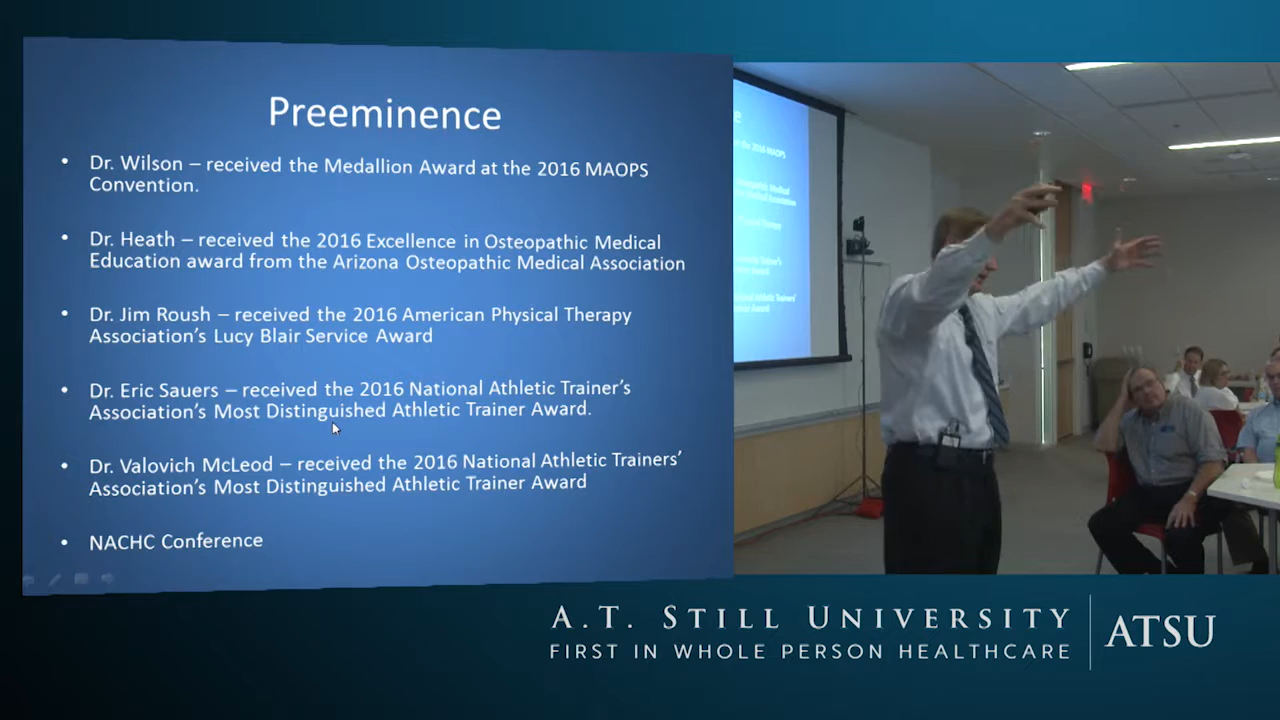 Preeminence
• Dr. Wilson – received the Medallion Award at the 2016 MAOPS
Convention.
• Dr. Heath – received the 2016 Excellence in Osteopathic Medical
Education award from the Arizona Osteopathic Medical Association
• Dr. Jim Roush – received the 2016 American Physical Therapy
Association's Lucy Blair Service Award
• Dr. Eric Sauers – received the 2016 National Athletic Trainer's
Association's Most Distinguished Athletic Trainer Award.
• Dr. Valovich McLeod – received the 2016 National Athletic Trainers'
Association's Most Distinguished Athletic Trainer Award
• NACHC Conference
A.T. STILL UNIVERSITY
FIRST IN WHOLE PERSON HEALTHCARE
ATSU